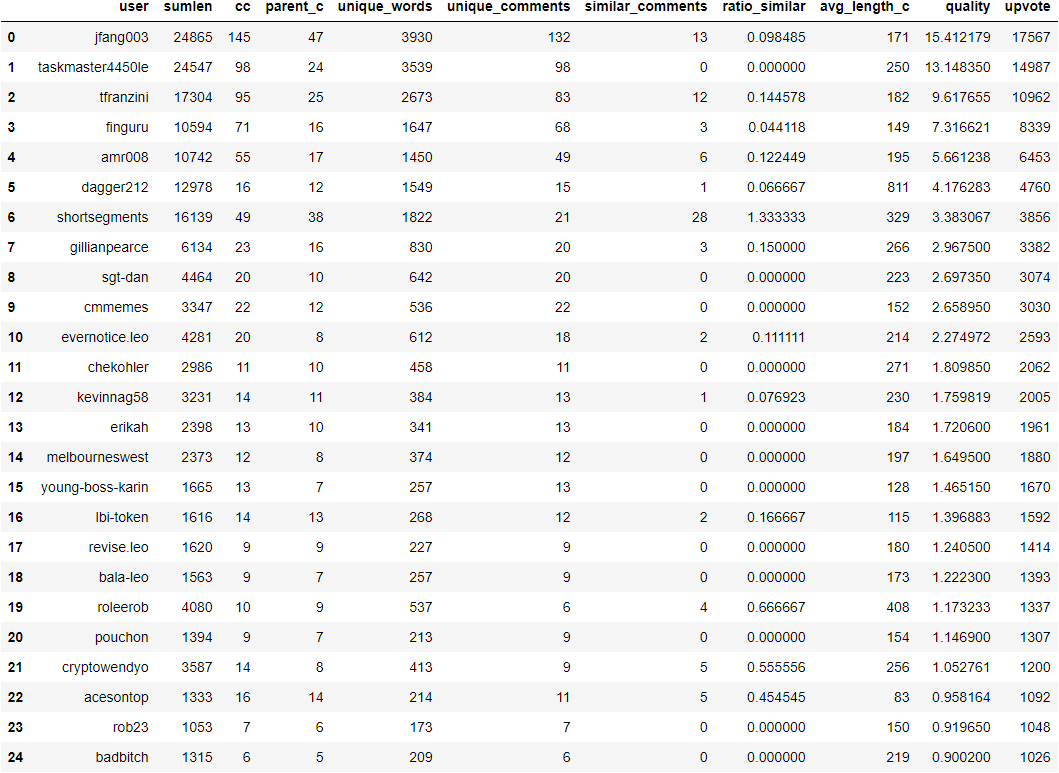 user sumlen cc parent_c unique_words unique_comments similar_comments ratio_similar avg_length_c quality upvote
0 jfang003 24865 145 47 3930 132 13 0.098485 171 15.412179 17567
1 taskmaster4450le 24547 98 24 3539 98 0 0.000000 250 13.148350 14987
2 tfranzini 17304 95 25 2673 83 12 0.144578 182 9.617655 10962
3 finguru 10594 71 16 1647 68 3 0.044118 149 7.316621 8339
4 amr008 10742 55 17 1450 49 6 0.122449 195 5.661238 6453
5 dagger212 12978 16 12 1549 15 1 0.066667 811 4.176283 4760
6 shortsegments 16139 49 38 1822 21 28 1.333333 329 3.383067 3856
7 gillianpearce 6134 23 16 830 20 3 0.150000 266 2.967500 3382
8 sgt-dan 4464 20 10 642 20 0 0.000000 223 2.697350 3074
9 cmmemes 3347 22 12 536 22 0 0.000000 152 2.658950 3030
10 evernotice.leo 4281 20 8 612 18 2 0.111111 214 2.274972 2593
11 chekohler 2986 11 10 458 11 0 0.000000 271 1.809850 2062
12 kevinnag58 3231 14 11 384 13 1 0.076923 230 1.759819 2005
13 erikah 2398 13 10 341 13 0 0.000000 184 1.720600 1961
14 melbourneswest 2373 12 8 374 12 0 0.000000 197 1.649500 1880
15 young-boss-karin 1665 13 7 257 13 0 0.000000 128 1.465150 1670
16 lbi-token 1616 14 13 268 12 2 0.166667 115 1.396883 1592
17 revise.leo 1620 9 9 227 9 0 0.000000 180 1.240500 1414
18 bala-leo 1563 9 7 257 9 0 0.000000 173 1.222300 1393
19 roleerob 4080 10 9 537 6 4 0.666667 408 1.173233 1337
20 pouchon 1394 9 7 213 9 0 0.000000 154 1.146900 1307
21 cryptowendyo 3587 14 8 413 9 5 0.555556 256 1.052761 1200
22 acesontop 1333 16 14 214 11 5 0.454545 83 0.958164 1092
23 rob23 1053 7 6 173 7 0 0.000000 150 0.919650 1048
24 badbitch 1315 6 5 209 6 0 0.000000 219 0.900200 1026